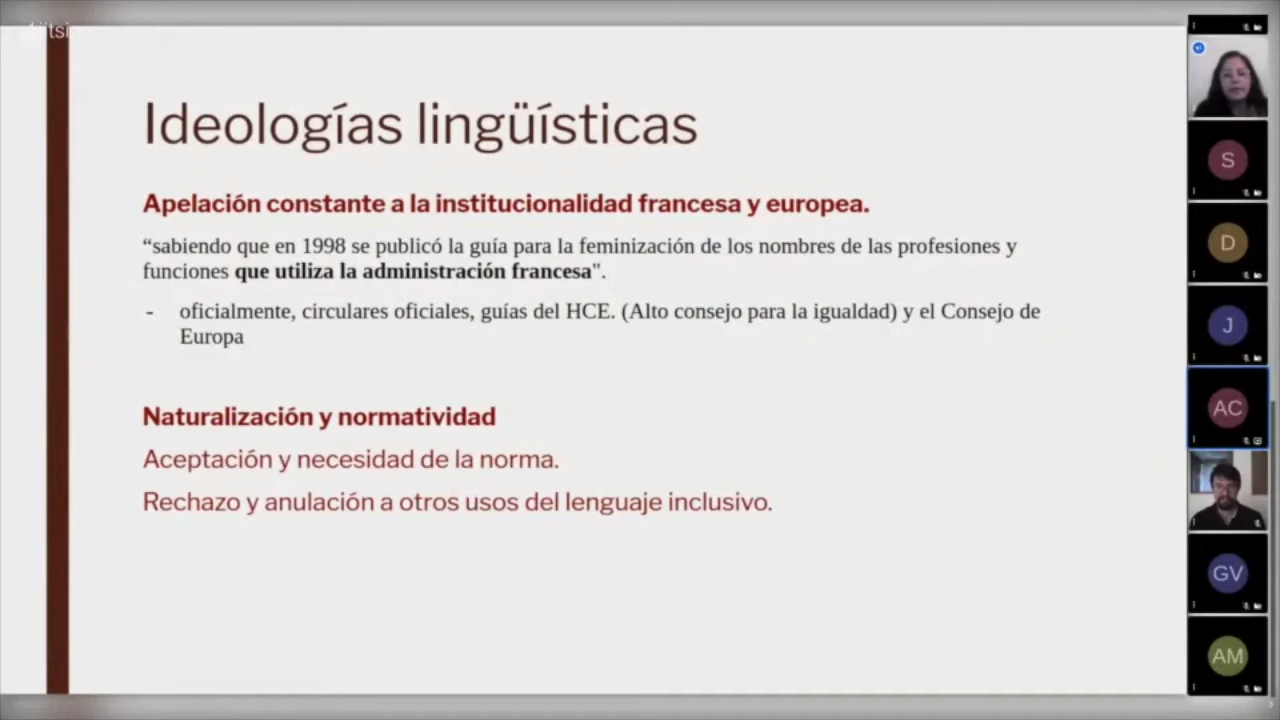 Ideologías lingüísticas
Apelación constante a la institucionalidad francesa y europea.
“sabiendo que en 1998 se publicó la guía para la feminización de los nombres de las profesiones y
funciones que utiliza la administración francesa".
- oficialmente, circulares oficiales, guías del HCE. (Alto consejo para la igualdad) y el Consejo de
Europa
Naturalización y normatividad
Aceptación y necesidad de la norma.
Rechazo y anulación a otros usos del lenguaje inclusivo.
S
D
J
AC
GV
AM